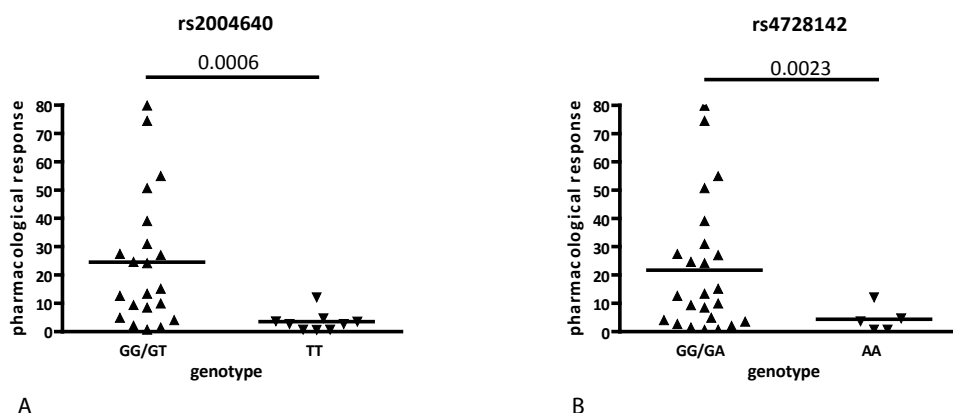 rs2004640
0.0006
pharmacological response
80
70
60
50
40
30
20
10
0
GG/GT TT
genotype
A
rs4728142
0.0023
pharmacological response
80
70
60
50
40
30
20
10
0
GG/GA AA
genotype
B